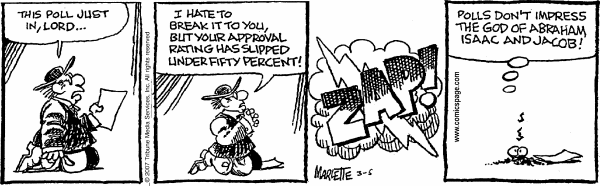 THIS POLL JUST
IN, LORD...
© 2007 Tribune Media Services, Inc. All rights reserved
I HATE TO
BREAK IT TO YOU,
BUT YOUR APPROVAL
RATING HAS SLIPPED
UNDER FIFTY PERCENT!
ZAP!
MARLETTE 3-5
POLLS DON'T IMPRESS
THE GOD OF ABRAHAM
ISAAC AND JACOB!
www.comicspage.com